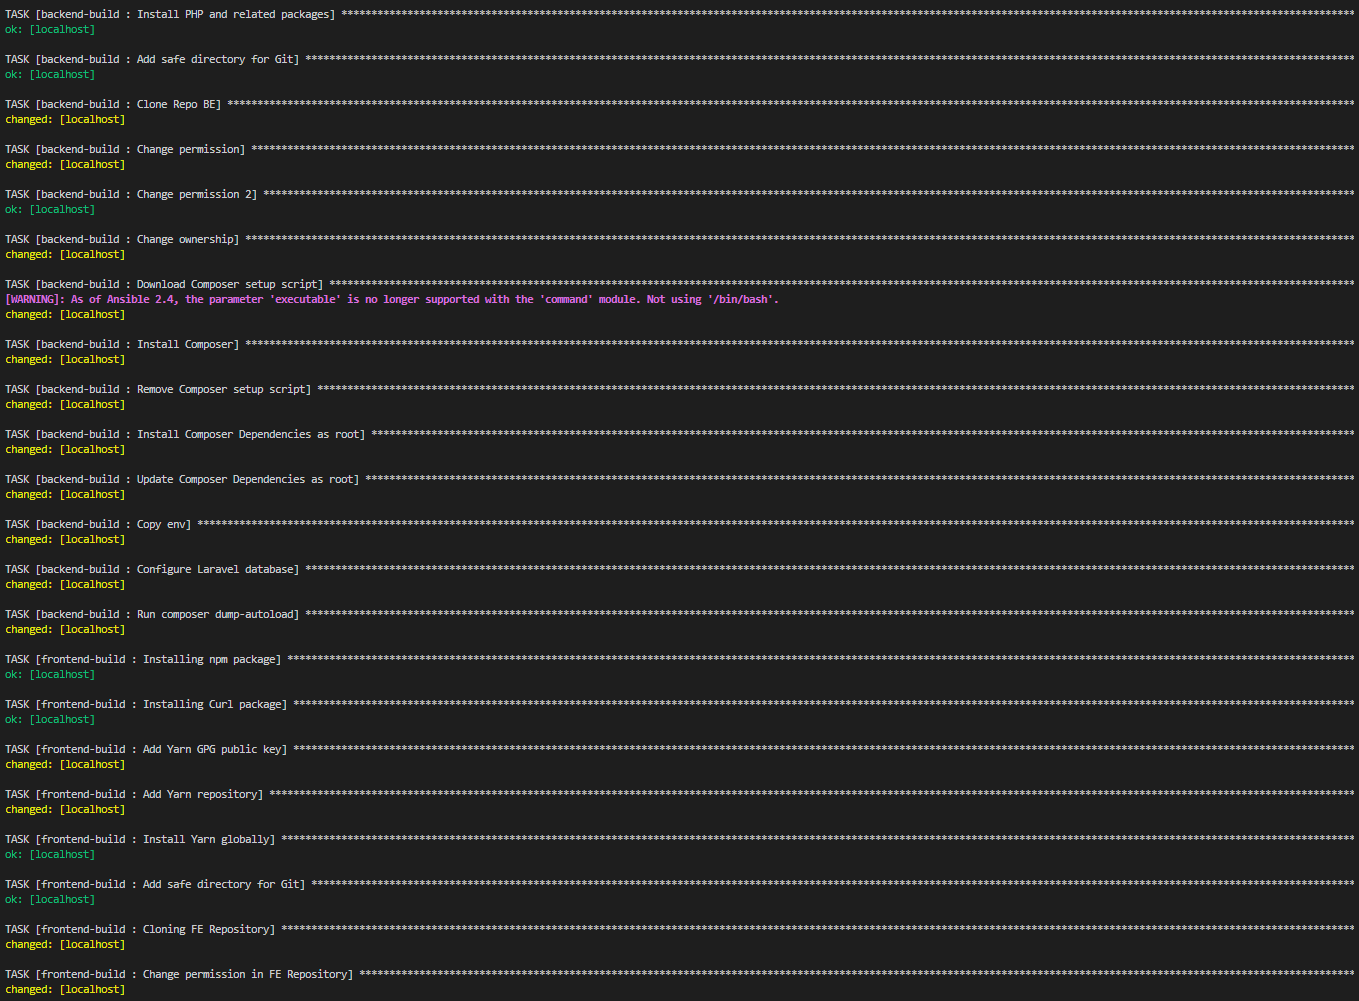 TASK [backend-build : Install PHP and related packages] *************************************************************************************************************************************************************************
ok: [localhost]
TASK [backend-build : Add safe directory for Git] *******************************************************************************************************************************************************************************
ok: [localhost]
TASK [backend-build : Clone Repo BE] ********************************************************************************************************************************************************************************************
changed: [localhost]
TASK [backend-build : Change permission] ****************************************************************************************************************************************************************************************
changed: [localhost]
TASK [backend-build : Change permission 2] **************************************************************************************************************************************************************************************
ok: [localhost]
TASK [backend-build : Change ownership] *****************************************************************************************************************************************************************************************
changed: [localhost]
TASK [backend-build : Download Composer setup script] ***************************************************************************************************************************************************************************
[WARNING]: As of Ansible 2.4, the parameter 'executable' is no longer supported with the 'command' module. Not using '/bin/bash'.
changed: [localhost]
TASK [backend-build : Install Composer] *****************************************************************************************************************************************************************************************
changed: [localhost]
TASK [backend-build : Remove Composer setup script] *****************************************************************************************************************************************************************************
changed: [localhost]
TASK [backend-build : Install Composer Dependencies as root] ********************************************************************************************************************************************************************
changed: [localhost]
TASK [backend-build : Update Composer Dependencies as root] *********************************************************************************************************************************************************************
changed: [localhost]
TASK [backend-build : Copy env] *************************************************************************************************************************************************************************************************
changed: [localhost]
TASK [backend-build : Configure Laravel database] *******************************************************************************************************************************************************************************
changed: [localhost]
TASK [backend-build : Run composer dump-autoload] *******************************************************************************************************************************************************************************
changed: [localhost]
TASK [frontend-build : Installing npm package] **********************************************************************************************************************************************************************************
ok: [localhost]
TASK [frontend-build : Installing Curl package] *********************************************************************************************************************************************************************************
ok: [localhost]
TASK [frontend-build : Add Yarn GPG public key] *********************************************************************************************************************************************************************************
changed: [localhost]
TASK [frontend-build : Add Yarn repository] *************************************************************************************************************************************************************************************
changed: [localhost]
TASK [frontend-build : Install Yarn globally] ***********************************************************************************************************************************************************************************
ok: [localhost]
TASK [frontend-build : Add safe directory for Git] ******************************************************************************************************************************************************************************
ok: [localhost]
TASK [frontend-build : Cloning FE Repository] ***********************************************************************************************************************************************************************************
changed: [localhost]
TASK [frontend-build : Change permission in FE Repository] **********************************************************************************************************************************************************************
changed: [localhost]